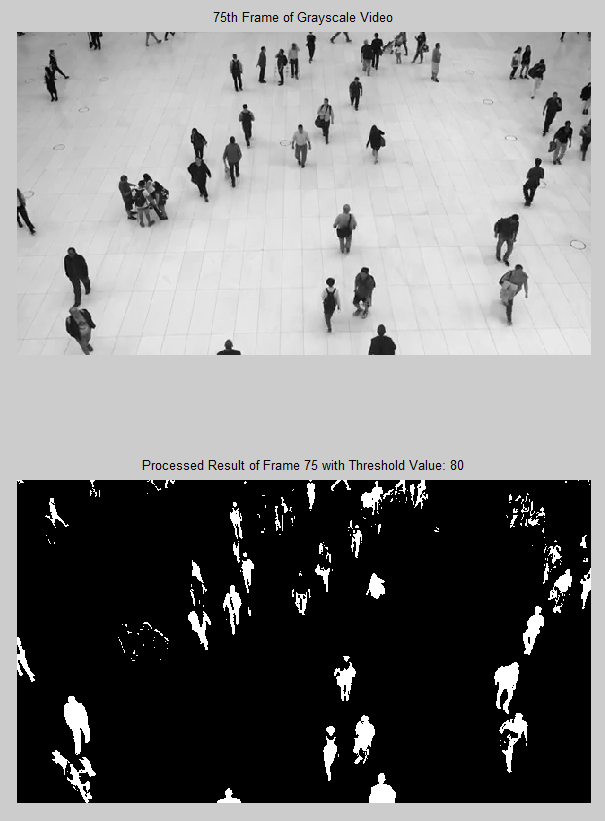 75th Frame of Grayscale Video
Processed Result of Frame 75 with Threshold Value: 80